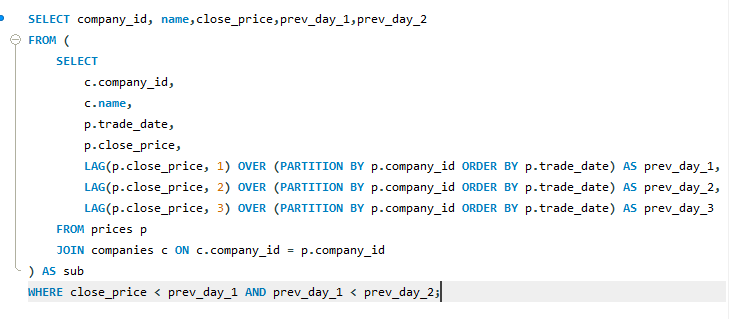 SELECT company_id, name,close_price,prev_day_1,prev_day_2
FROM (
    SELECT
        c.company_id,
        c.name,
        p.trade_date,
        p.close_price,
        LAG(p.close_price, 1) OVER (PARTITION BY p.company_id ORDER BY p.trade_date) AS prev_day_1,
        LAG(p.close_price, 2) OVER (PARTITION BY p.company_id ORDER BY p.trade_date) AS prev_day_2,
        LAG(p.close_price, 3) OVER (PARTITION BY p.company_id ORDER BY p.trade_date) AS prev_day_3
    FROM prices p
    JOIN companies c ON c.company_id = p.company_id
) AS sub
WHERE close_price < prev_day_1 AND prev_day_1 < prev_day_2;